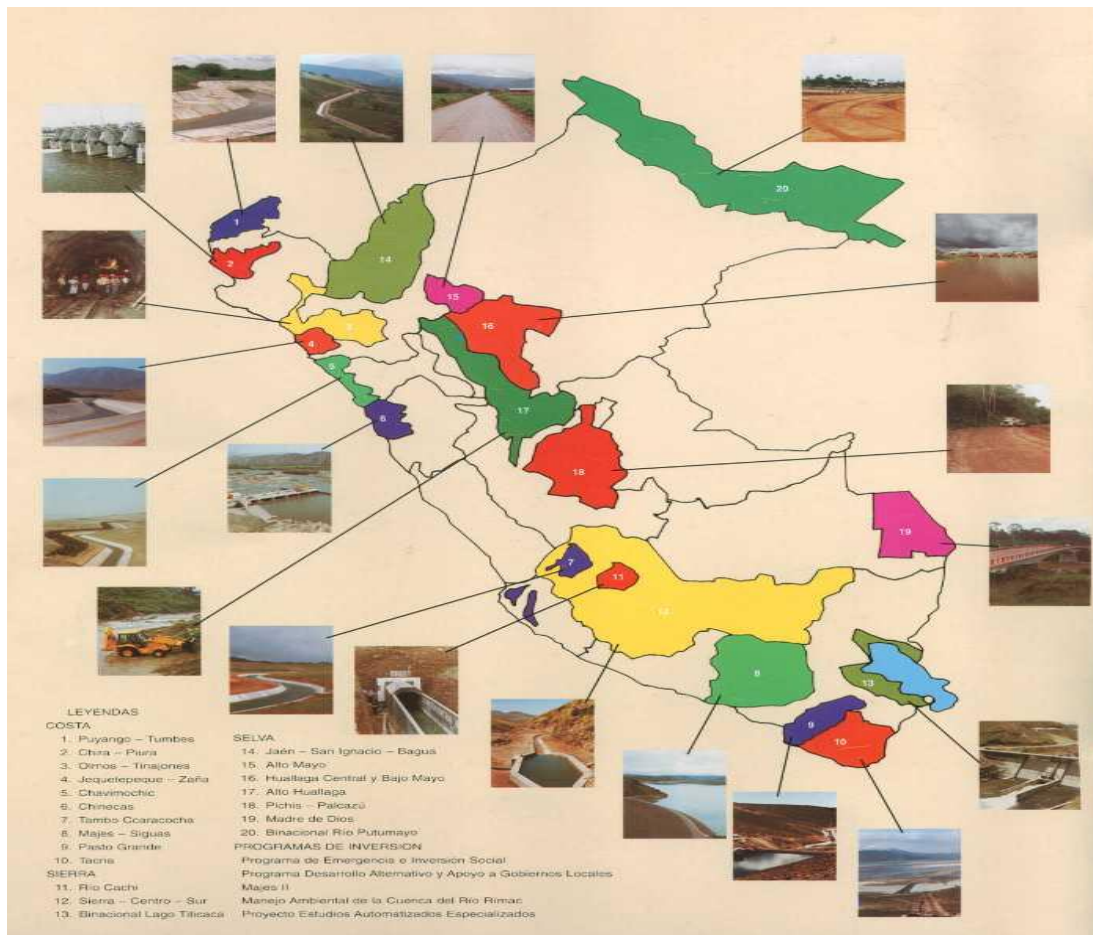 1
2
14
20
15
16
3
4
5
6
17
18
19
7
11
12
8
13
9
10
LEYENDAS
COSTA
1. Puyango – Tumbes
2. Chira – Piura
3. Olmos – Tinajones
4. Jequetepeque – Zaña
5. Chavimochic
6. Chinecas
7. Tambo Ccaracocha
8. Majes – Siguas
9. Pasto Grande
10. Tacna
SIERRA
11. Río Cachi
12. Sierra – Centro – Sur
13. Binacional Lago Titicaca
SELVA
14. Jaén – San Ignacio – Bagua
15. Alto Mayo
16. Huallaga Central y Bajo Mayo
17. Alto Huallaga
18. Pichis – Palcazú
19. Madre de Dios
20. Binacional Río Putumayo
PROGRAMAS DE INVERSION
Programa de Emergencia e Inversión Social
Programa Desarrollo Alternativo y Apoyo a Gobiernos Locales
Majes II
Manejo Ambiental de la Cuenca del Río Rímac
Proyecto Estudios Automatizados Especializados